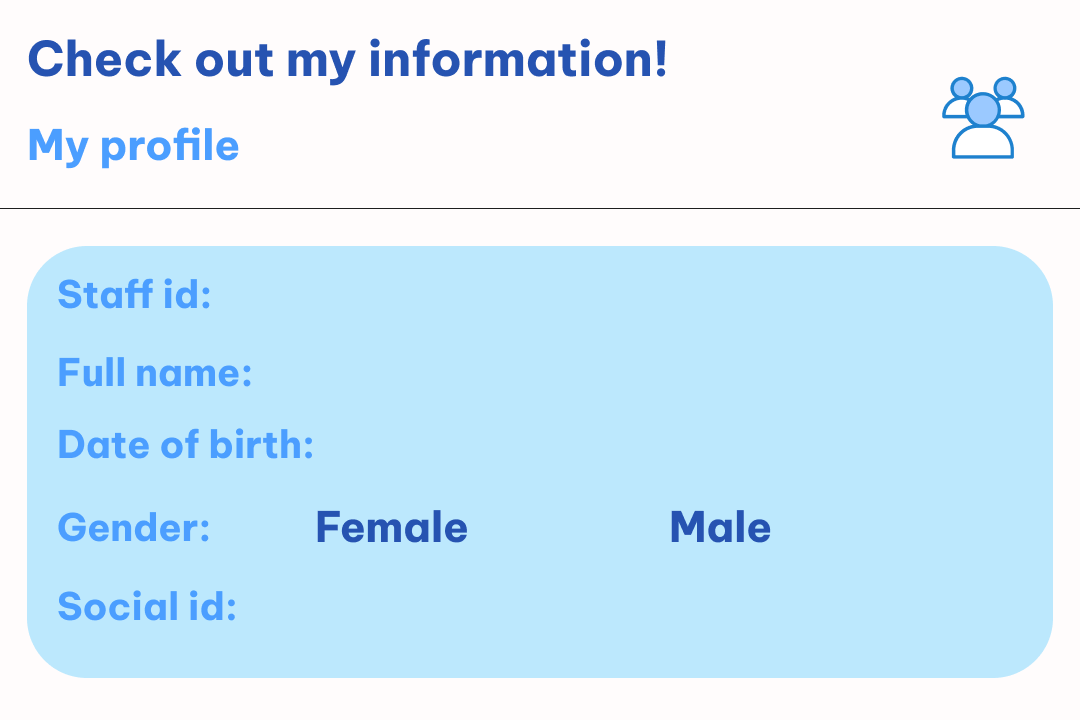 Check out my information!
My profile
Staff id:
Full name:
Date of birth:
Gender: Female Male
Social id: